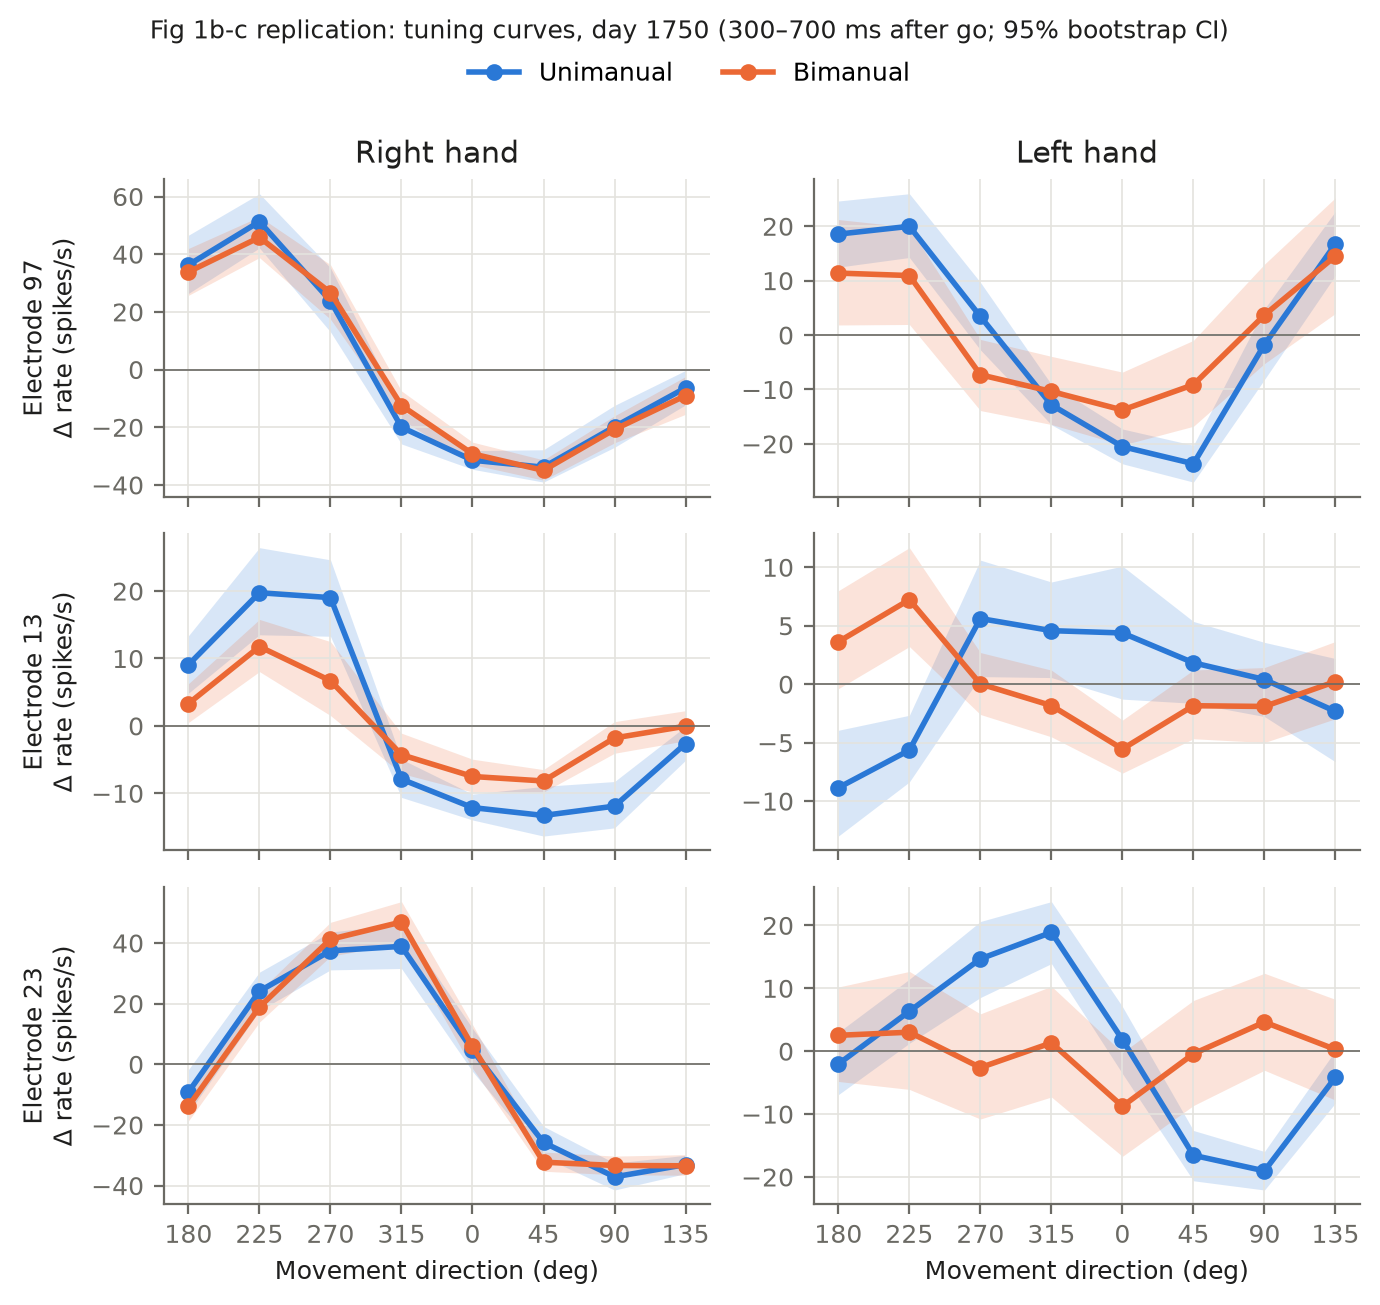 Fig 1b-c replication: tuning curves, day 1750 (300–700 ms after go; 95% bootstrap CI)
Unimanual
Bimanual
Right hand
Left hand
Electrode 97
Δ rate (spikes/s)
60
40
20
0
−20
−40
20
10
0
−10
−20
Electrode 13
Δ rate (spikes/s)
20
10
0
−10
10
5
0
−5
−10
Electrode 23
Δ rate (spikes/s)
40
20
0
−20
−40
20
10
0
−10
−20
180 225 270 315 0 45 90 135
180 225 270 315 0 45 90 135
Movement direction (deg)
Movement direction (deg)